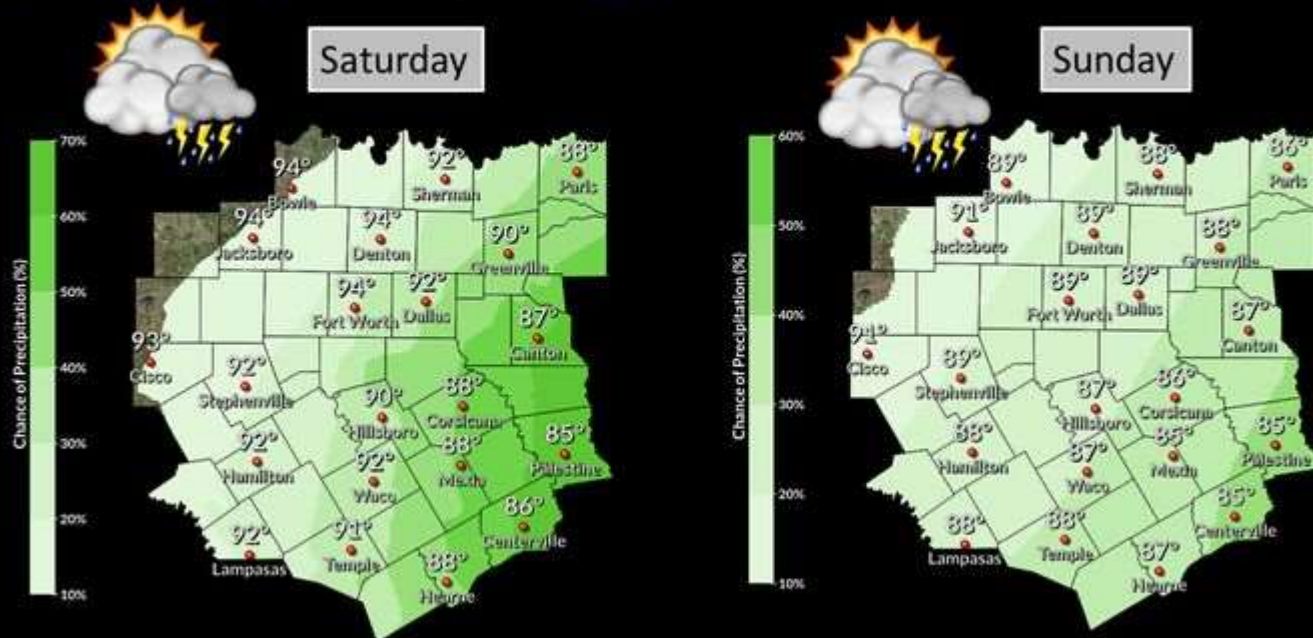 Saturday
Chance of Precipitation (%)
70%
60%
50%
40%
30%
20%
10%
94°
Bowie
92°
Sherman
88°
Paris
94°
Jacksboro
94°
Denton
90°
Greenville
94°
Fort Worth
92°
Dallas
87°
Canton
93°
Cisco
92°
Stephenville
90°
Hillsboro
88°
Corsicana
92°
Hamilton
92°
Waco
88°
Mexia
85°
Palestine
92°
Lampasas
91°
Temple
86°
Centerville
88°
Hearne
Sunday
Chance of Precipitation (%)
60%
50%
40%
30%
20%
10%
89°
Bowie
88°
Sherman
86°
Paris
91°
Jacksboro
89°
Denton
88°
Greenville
89°
Fort Worth
89°
Dallas
87°
Canton
91°
Cisco
89°
Stephenville
87°
Hillsboro
86°
Corsicana
88°
Hamilton
87°
Waco
85°
Mexia
85°
Palestine
88°
Lampasas
88°
Temple
85°
Centerville
87°
Hearne